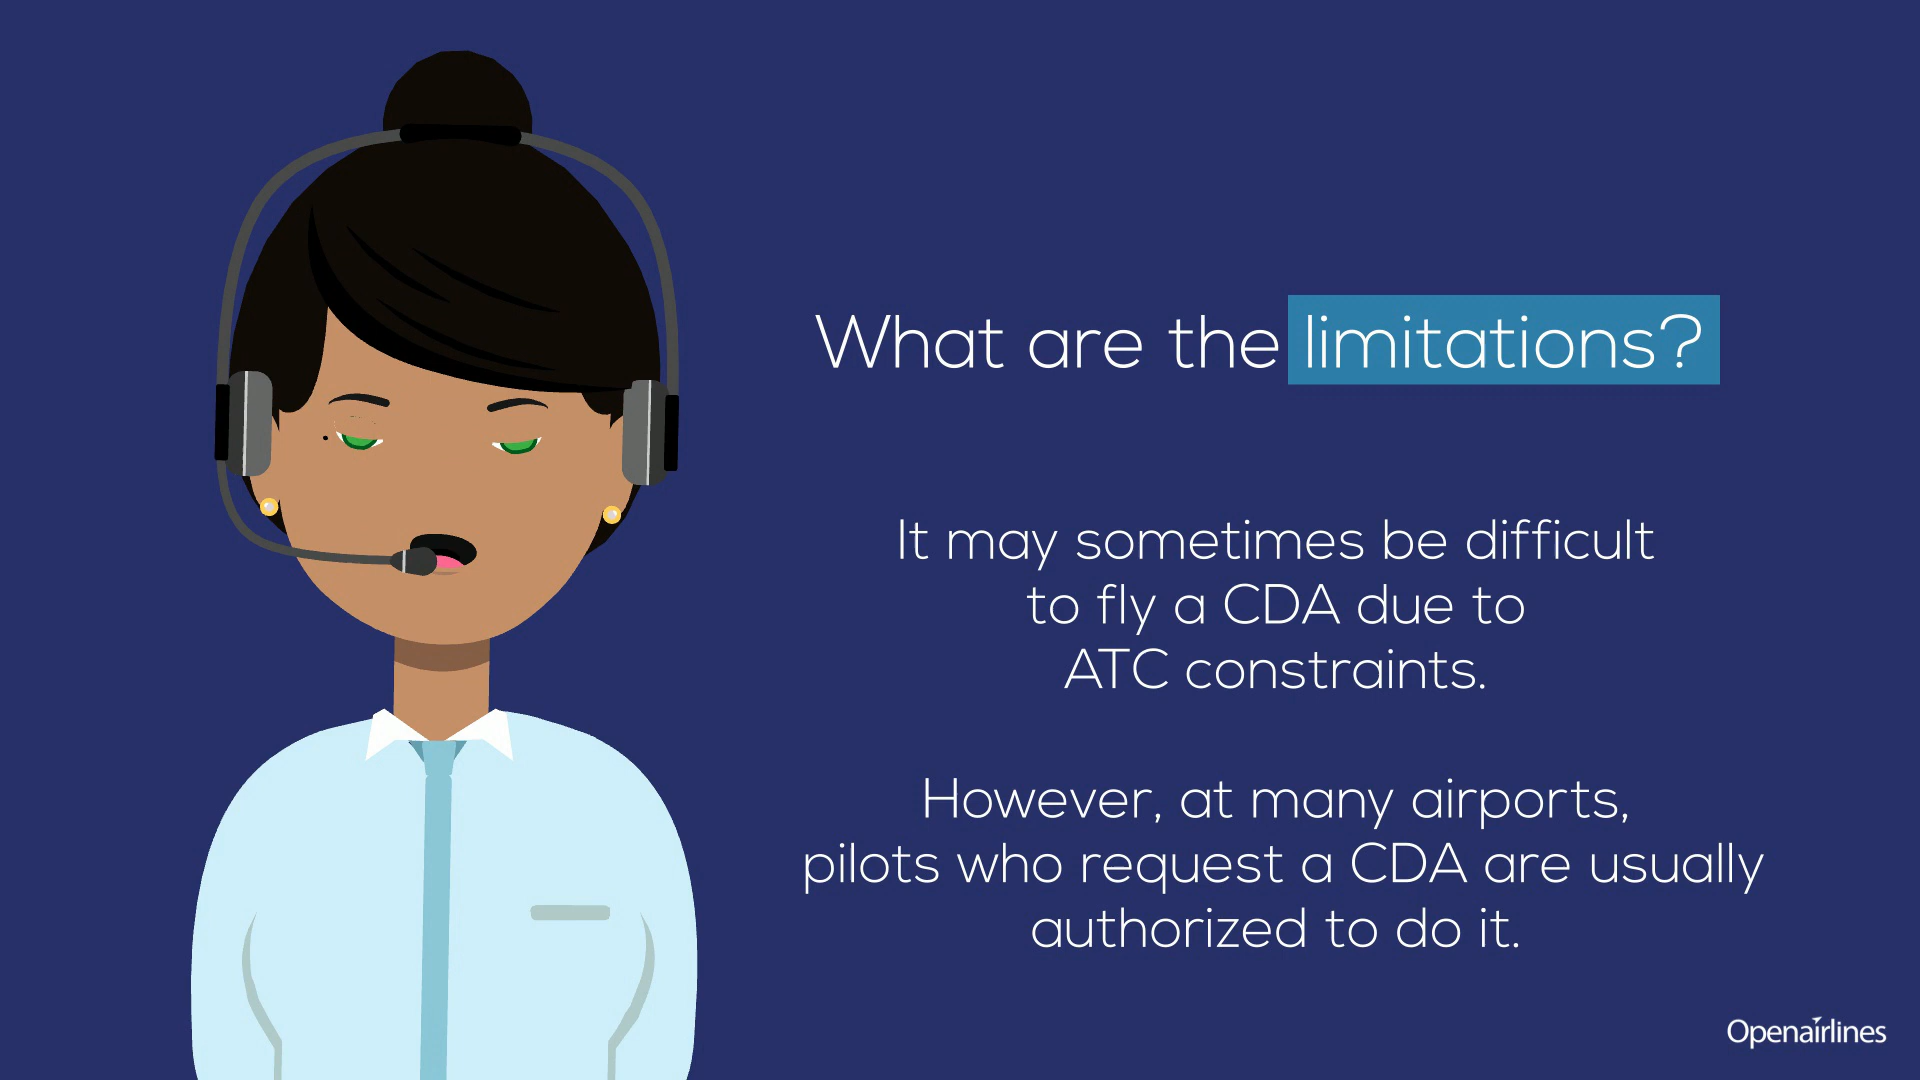 What are the limitations?
It may sometimes be difficult
to fly a CDA due to
ATC constraints.
However, at many airports,
pilots who request a CDA are usually
authorized to do it.
Openairlines